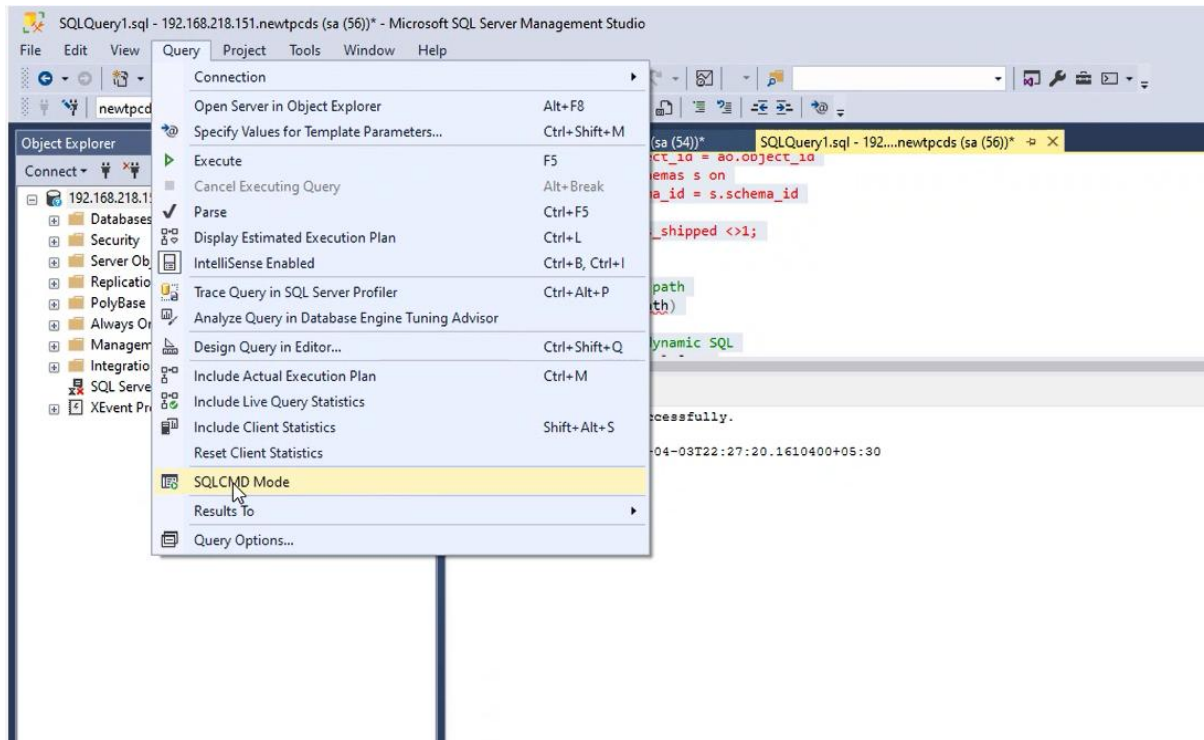 SQLQuery1.sql - 192.168.218.151.newtpcds (sa (56))* - Microsoft SQL Server Management Studio
File Edit View Query Project Tools Window Help
newtpcd
Connection
Open Server in Object Explorer Alt+F8
Specify Values for Template Parameters... Ctrl+Shift+M
Execute F5
Cancel Executing Query Alt+Break
Parse Ctrl+F5
Display Estimated Execution Plan Ctrl+L
IntelliSense Enabled Ctrl+B, Ctrl+I
Trace Query in SQL Server Profiler Ctrl+Alt+P
Analyze Query in Database Engine Tuning Advisor
Design Query in Editor... Ctrl+Shift+Q
Include Actual Execution Plan Ctrl+M
Include Live Query Statistics
Include Client Statistics Shift+Alt+S
Reset Client Statistics
SQLCMD Mode
Results To
Query Options...
Object Explorer
Connect
192.168.218.15
Databases
Security
Server Ob
Replicatio
PolyBase
Always On
Managem
Integratio
SQL Serve
XEvent Pr
(sa (54))* SQLQuery1.sql - 192....newtpcds (sa (56))*
ect_id = ao.object_id
emas s on
a_id = s.schema_id
_shipped <>1;
path
th)
ynamic SQL
cessfully.
-04-03T22:27:20.1610400+05:30